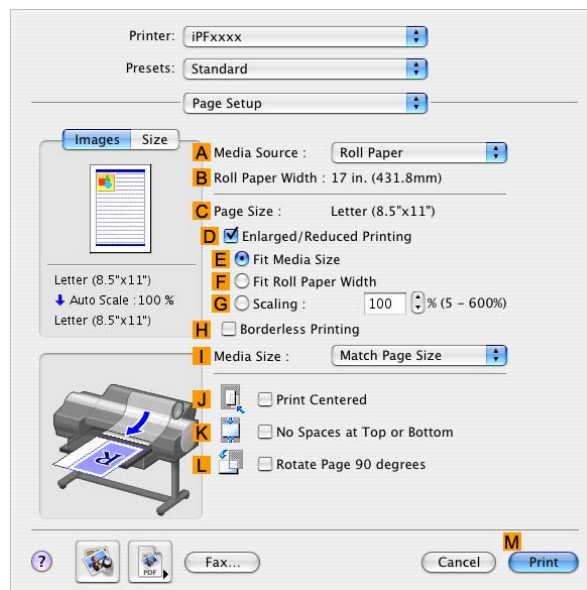 Printer: iPFxxxx
Presets: Standard
Page Setup
Images Size
A Media Source : Roll Paper
B Roll Paper Width : 17 in. (431.8mm)
C Page Size : Letter (8.5"x11")
D Enlarged/Reduced Printing
E Fit Media Size
F Fit Roll Paper Width
G Scaling : 100 % (5 - 600%)
Letter (8.5"x11")
Auto Scale : 100 %
Letter (8.5"x11")
H Borderless Printing
I Media Size : Match Page Size
J Print Centered
K No Spaces at Top or Bottom
L Rotate Page 90 degrees
R
M
? PDF Fax... Cancel Print